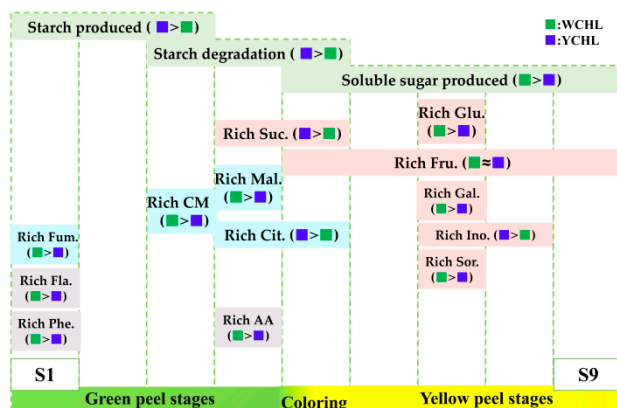 ■:WCHL
■:YCHL
Starch produced (■>■)
Starch degradation (■>■)
Soluble sugar produced (■>■)
Rich Suc. (■>■)
Rich Glu.
(■>■)
Rich Fru. (■≈■)
Rich Mal.
(■>■)
Rich CM
(■>■)
Rich Gal.
(■>■)
Rich Cit. (■>■)
Rich Ino. (■>■)
Rich Fum.
(■>■)
Rich Sor.
(■>■)
Rich Fla.
(■>■)
Rich Phe.
(■>■)
Rich AA
(■>■)
S1
S9
Green peel stages
Coloring
Yellow peel stages